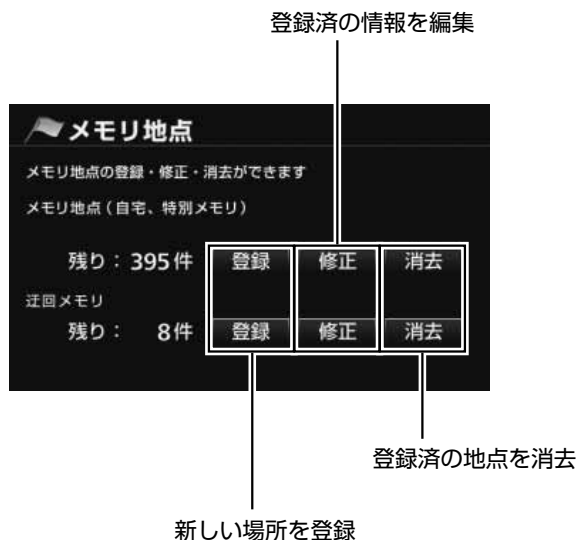 登録済の情報を編集
メモリ地点
メモリ地点の登録・修正・消去ができます
メモリ地点（自宅、特別メモリ）
残り：395件 登録 修正 消去
迂回メモリ
残り： 8件 登録 修正 消去
登録済の地点を消去
新しい場所を登録